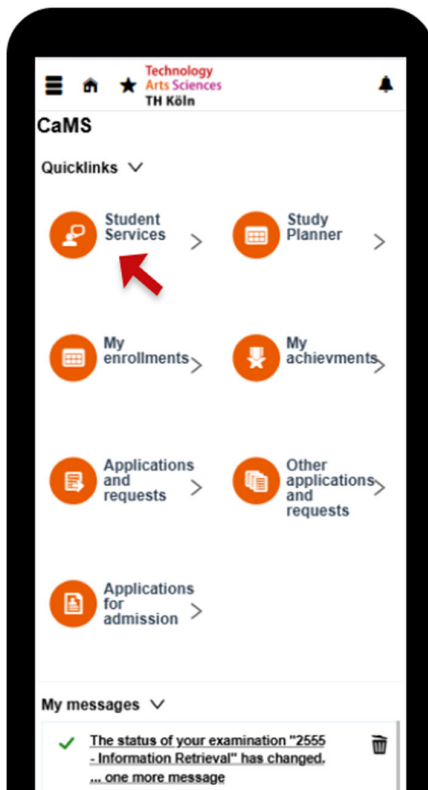 Technology
Arts Sciences
TH Köln
CaMS
Quicklinks
Student
Services
Study
Planner
My
enrollments
My
achievments
Applications
and
requests
Other
applications
and
requests
Applications
for
admission
My messages
The status of your examination "2555
- Information Retrieval" has changed.
... one more message